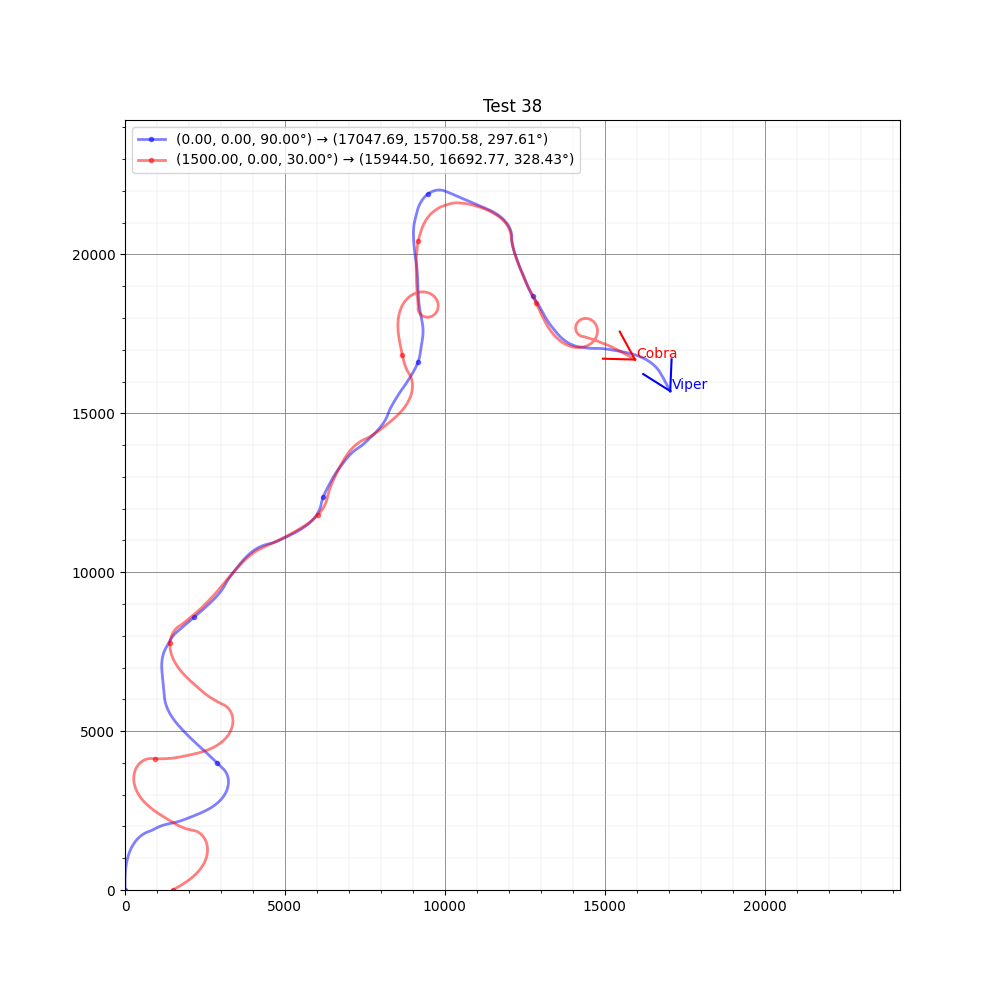 Test 38
(0.00, 0.00, 90.00°) → (17047.69, 15700.58, 297.61°)
(1500.00, 0.00, 30.00°) → (15944.50, 16692.77, 328.43°)
20000
15000
10000
5000
0
Cobra
Viper
0 5000 10000 15000 20000